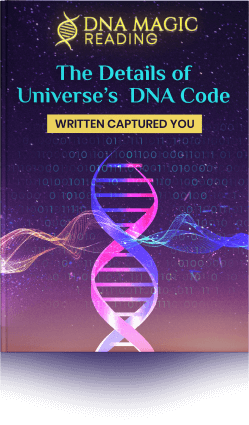 DNA MAGIC
READING
The Details of
Universe's DNA Code
WRITTEN CAPTURED YOU